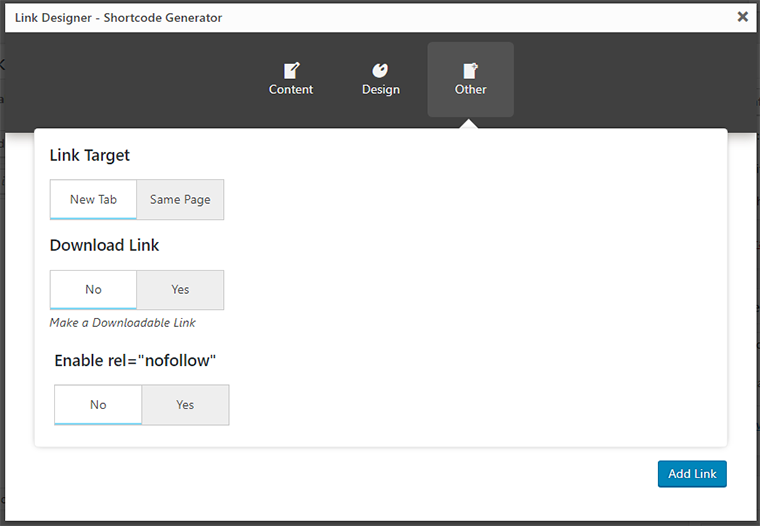 Link Designer - Shortcode Generator
Content Design Other
Link Target
New Tab Same Page
Download Link
No Yes
Make a Downloadable Link
Enable rel="nofollow"
No Yes
Add Link